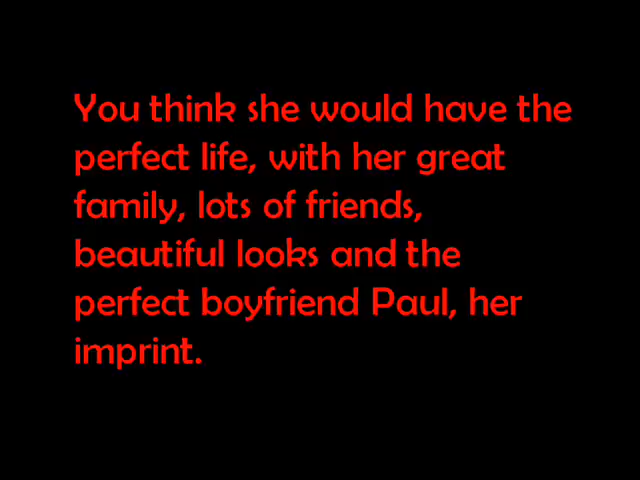 You think she would have the
perfect life, with her great
family, lots of friends,
beautiful looks and the
perfect boyfriend Paul, her
imprint.